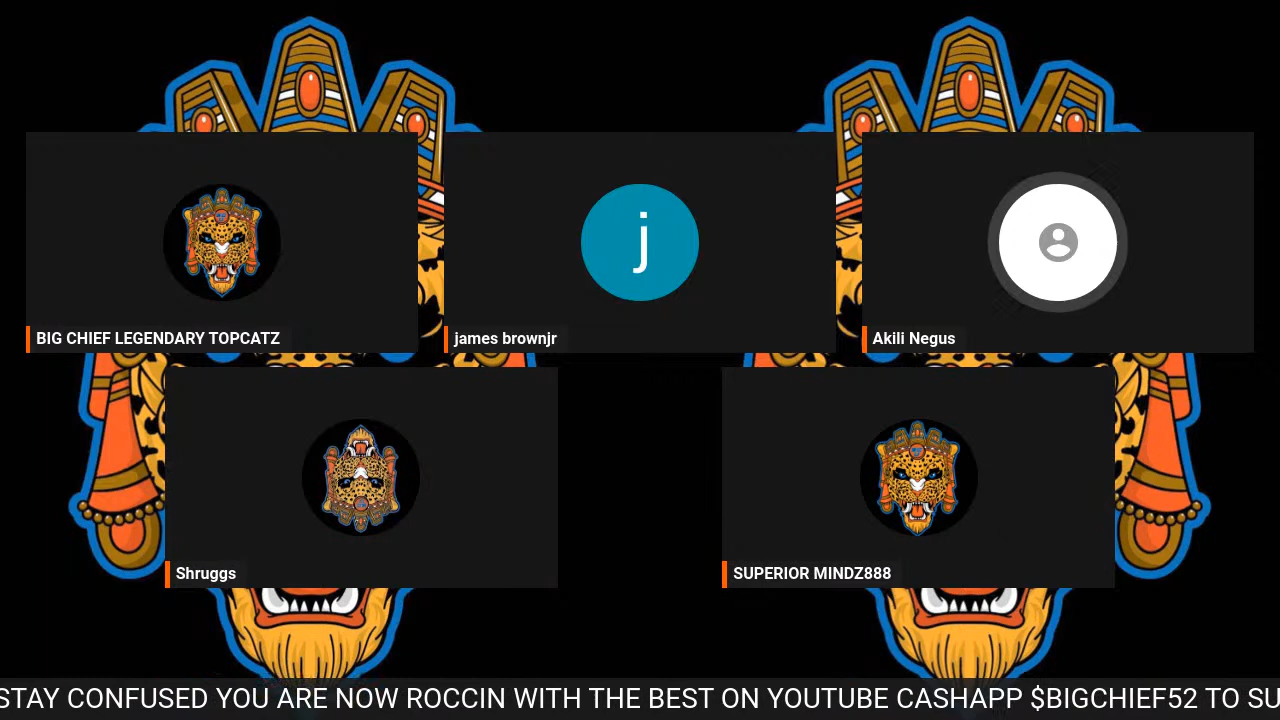 j
BIG CHIEF LEGENDARY TOPCATZ
james brownjr
Akili Negus
Shruggs
SUPERIOR MINDZ888
STAY CONFUSED YOU ARE NOW ROCCIN WITH THE BEST ON YOUTUBE CASHAPP $BIGCHIEF52 TO SU